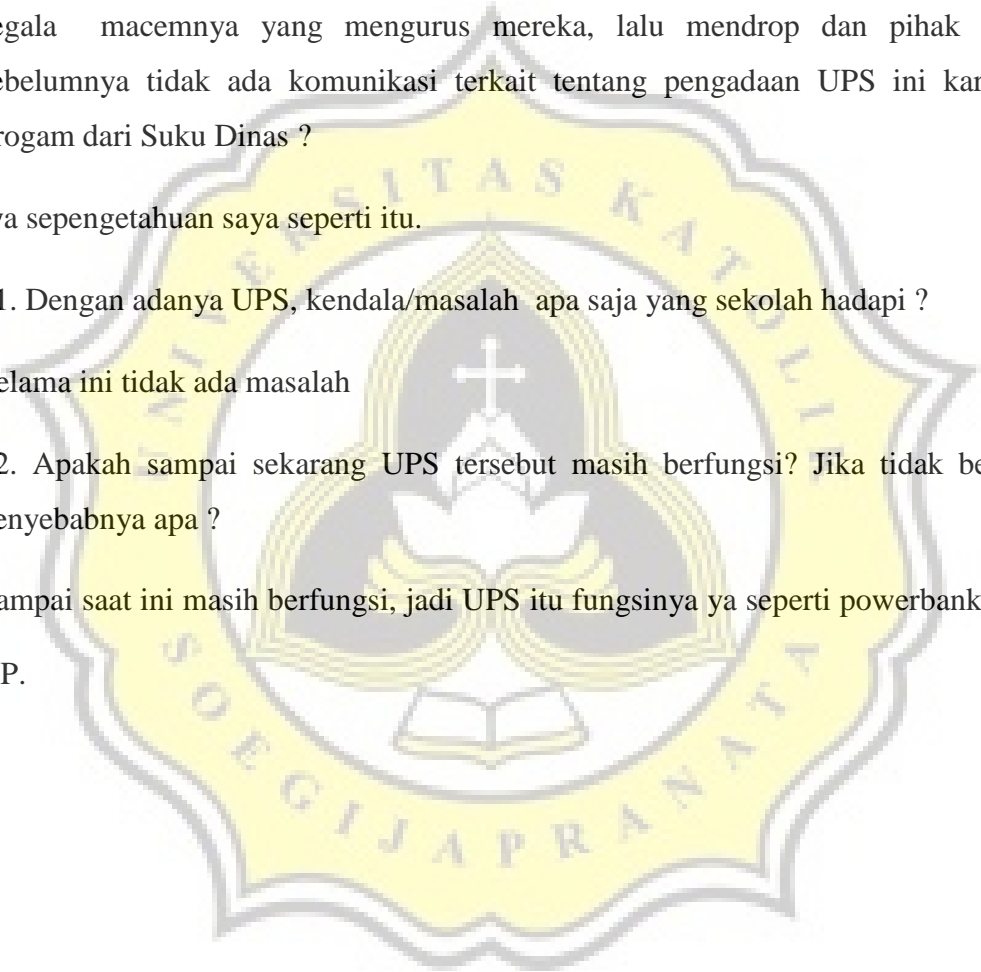 egala macemnya yang mengurus mereka, lalu mendrop dan pihak
ebelumnya tidak ada komunikasi terkait tentang pengadaan UPS ini kar
rogam dari Suku Dinas ?
ya sepengetahuan saya seperti itu.
1. Dengan adanya UPS, kendala/masalah apa saja yang sekolah hadapi ?
elama ini tidak ada masalah
2. Apakah sampai sekarang UPS tersebut masih berfungsi? Jika tidak be
enyebabnya apa ?
ampai saat ini masih berfungsi, jadi UPS itu fungsinya ya seperti powerbank
P.
UNIVERSITAS KATOLIK
SOEGIJAPRANATA